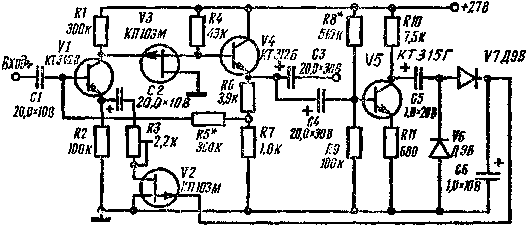 R1
300к
V3
КП103М
R4
43к
R8*
560к
R10
7,5к
+27В
Вход
V1
V4
КТ312Б
C3
20,0×30В
V5
КТ315Г
V7 Д9В
C1
20,0×10В
C2
20,0×10В
R6
3,9к
C4
20,0×30В
C5
1,0×20В
R2
100к
R3
2,2к
R5*
R7
1,0к
R9
100к
R11
680
V6
Д9В
C6
1,0×10В
V2
КП103М